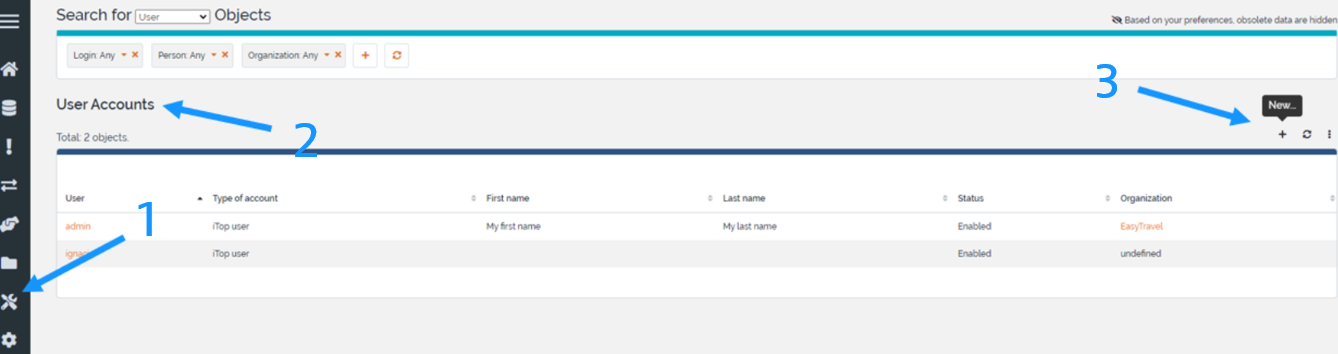 Search for User Objects
Based on your preferences, obsolete data are hidden
Login: Any Person: Any Organization: Any
3
User Accounts
New...
2
Total: 2 objects.
User Type of account First name Last name Status Organization
1
admin iTop user My first name My last name Enabled EasyTravel
iTop user Enabled undefined